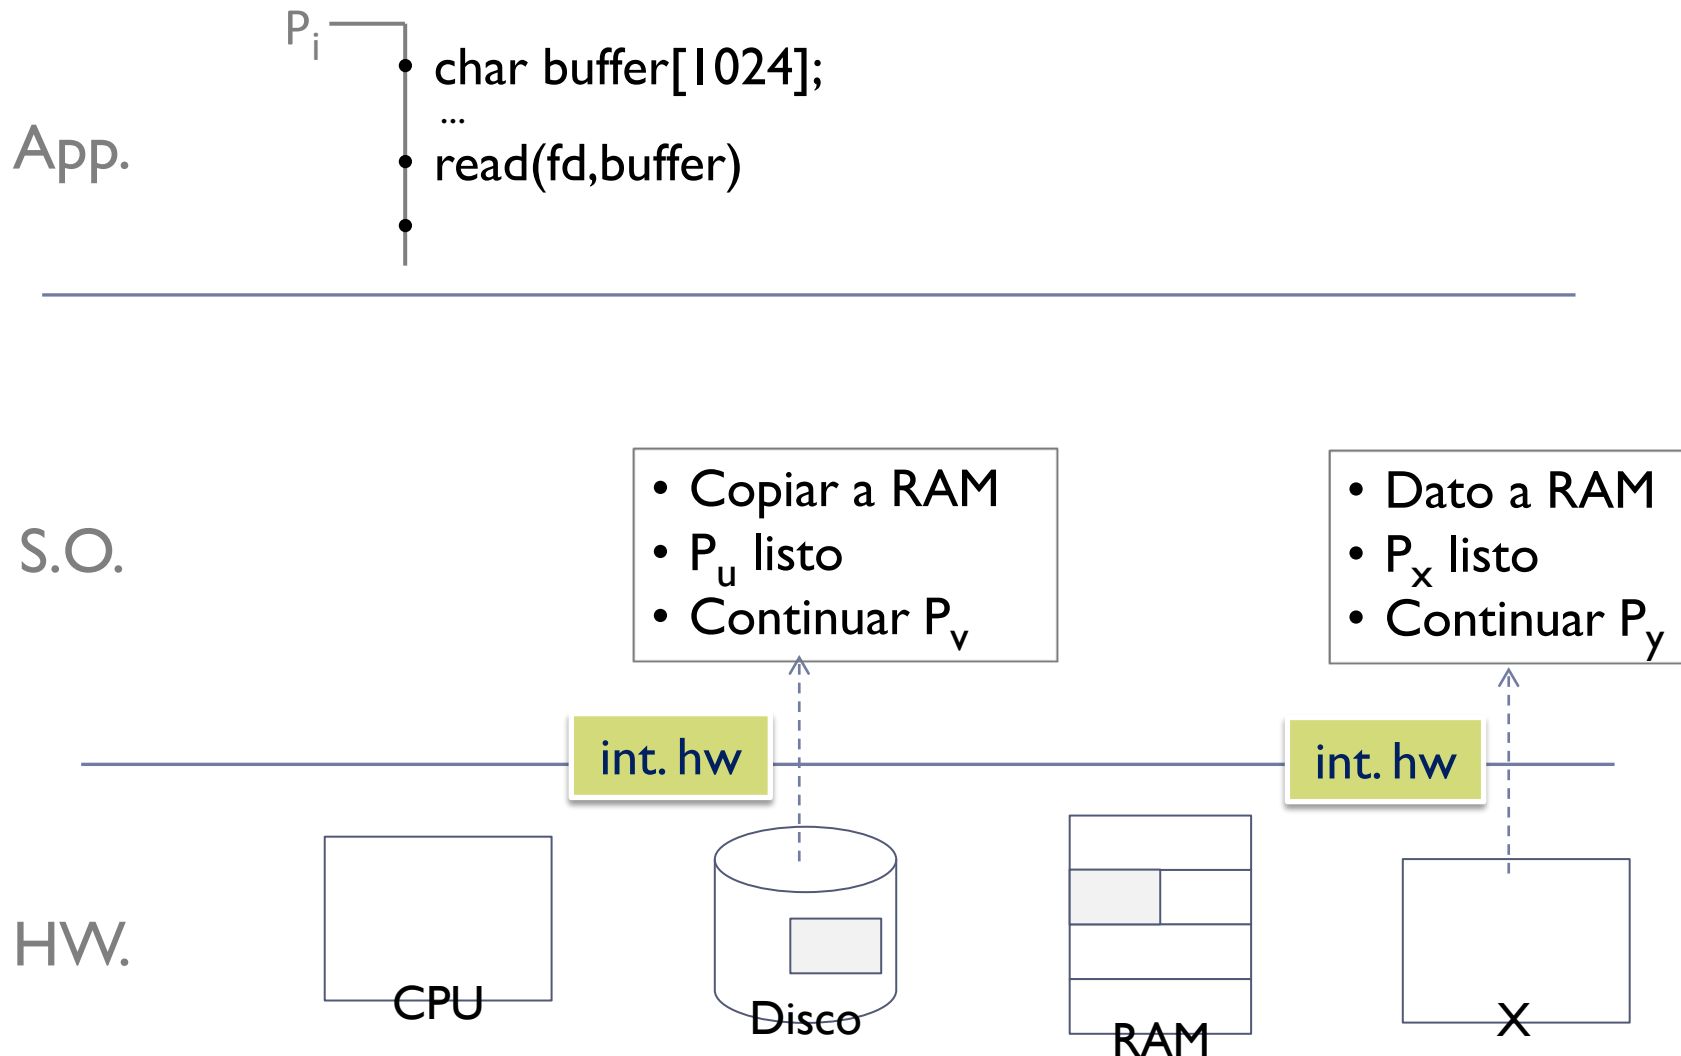 Pi
char buffer[1024];
...
App.
read(fd,buffer)
• Copiar a RAM
• Pu listo
• Continuar Pv
• Dato a RAM
• Px listo
• Continuar Py
S.O.
int. hw
int. hw
HW.
CPU
Disco
RAM
X